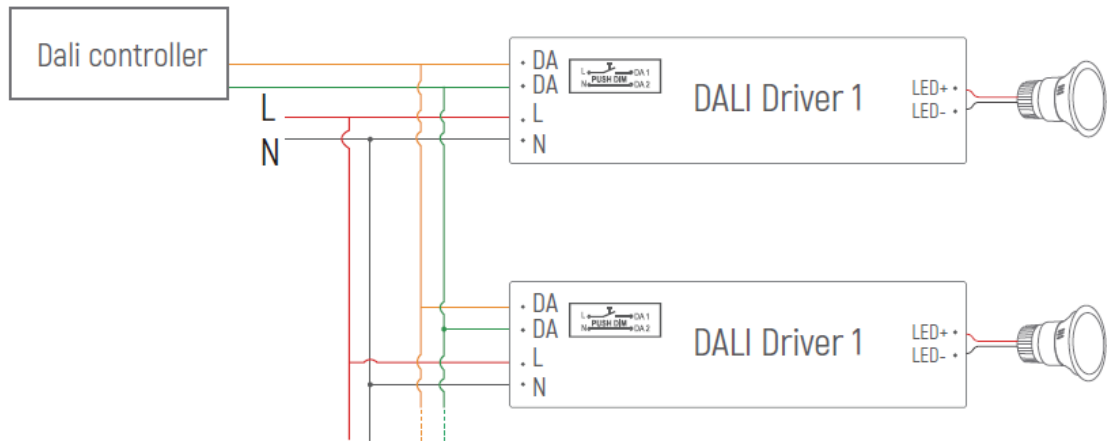 Dali controller
L
N
DA
DA
L
N
L DA 1
PUSH DIM
N DA 2
DALI Driver 1
LED+
LED-
DA
DA
L
N
L DA 1
PUSH DIM
N DA 2
DALI Driver 1
LED+
LED-